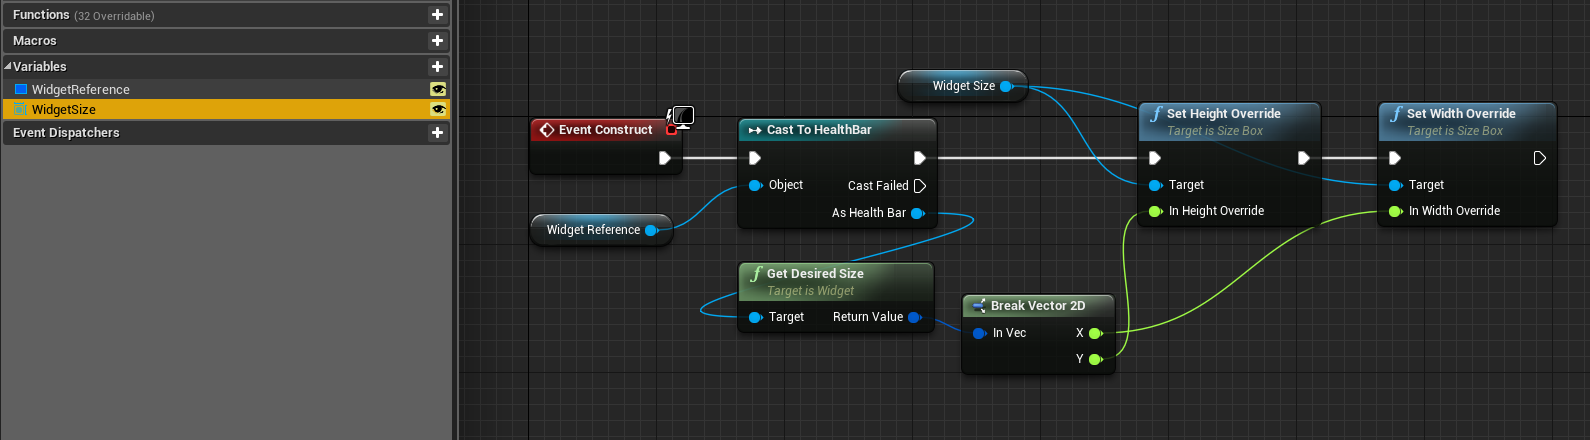 Functions (32 Overridable)
Macros
Variables
WidgetReference
WidgetSize
Event Dispatchers
Widget Size
Event Construct
Cast To HealthBar
Object
Cast Failed
As Health Bar
Widget Reference
Get Desired Size
Target is Widget
Target
Return Value
Break Vector 2D
In Vec
X
Y
Set Height Override
Target is Size Box
Target
In Height Override
Set Width Override
Target is Size Box
Target
In Width Override